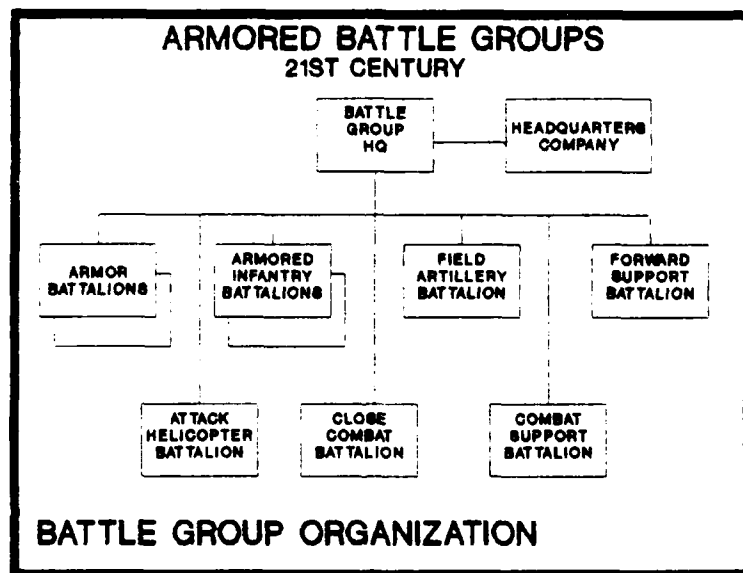 ARMORED BATTLE GROUPS
21ST CENTURY
BATTLE
GROUP
HQ
HEADQUARTERS
COMPANY
ARMOR
BATTALIONS
ARMORED
INFANTRY
BATTALIONS
FIELD
ARTILLERY
BATTALION
FORWARD
SUPPORT
BATTALION
ATTACK
HELICOPTER
BATTALION
CLOSE
COMBAT
BATTALION
COMBAT
SUPPORT
BATTALION
BATTLE GROUP ORGANIZATION